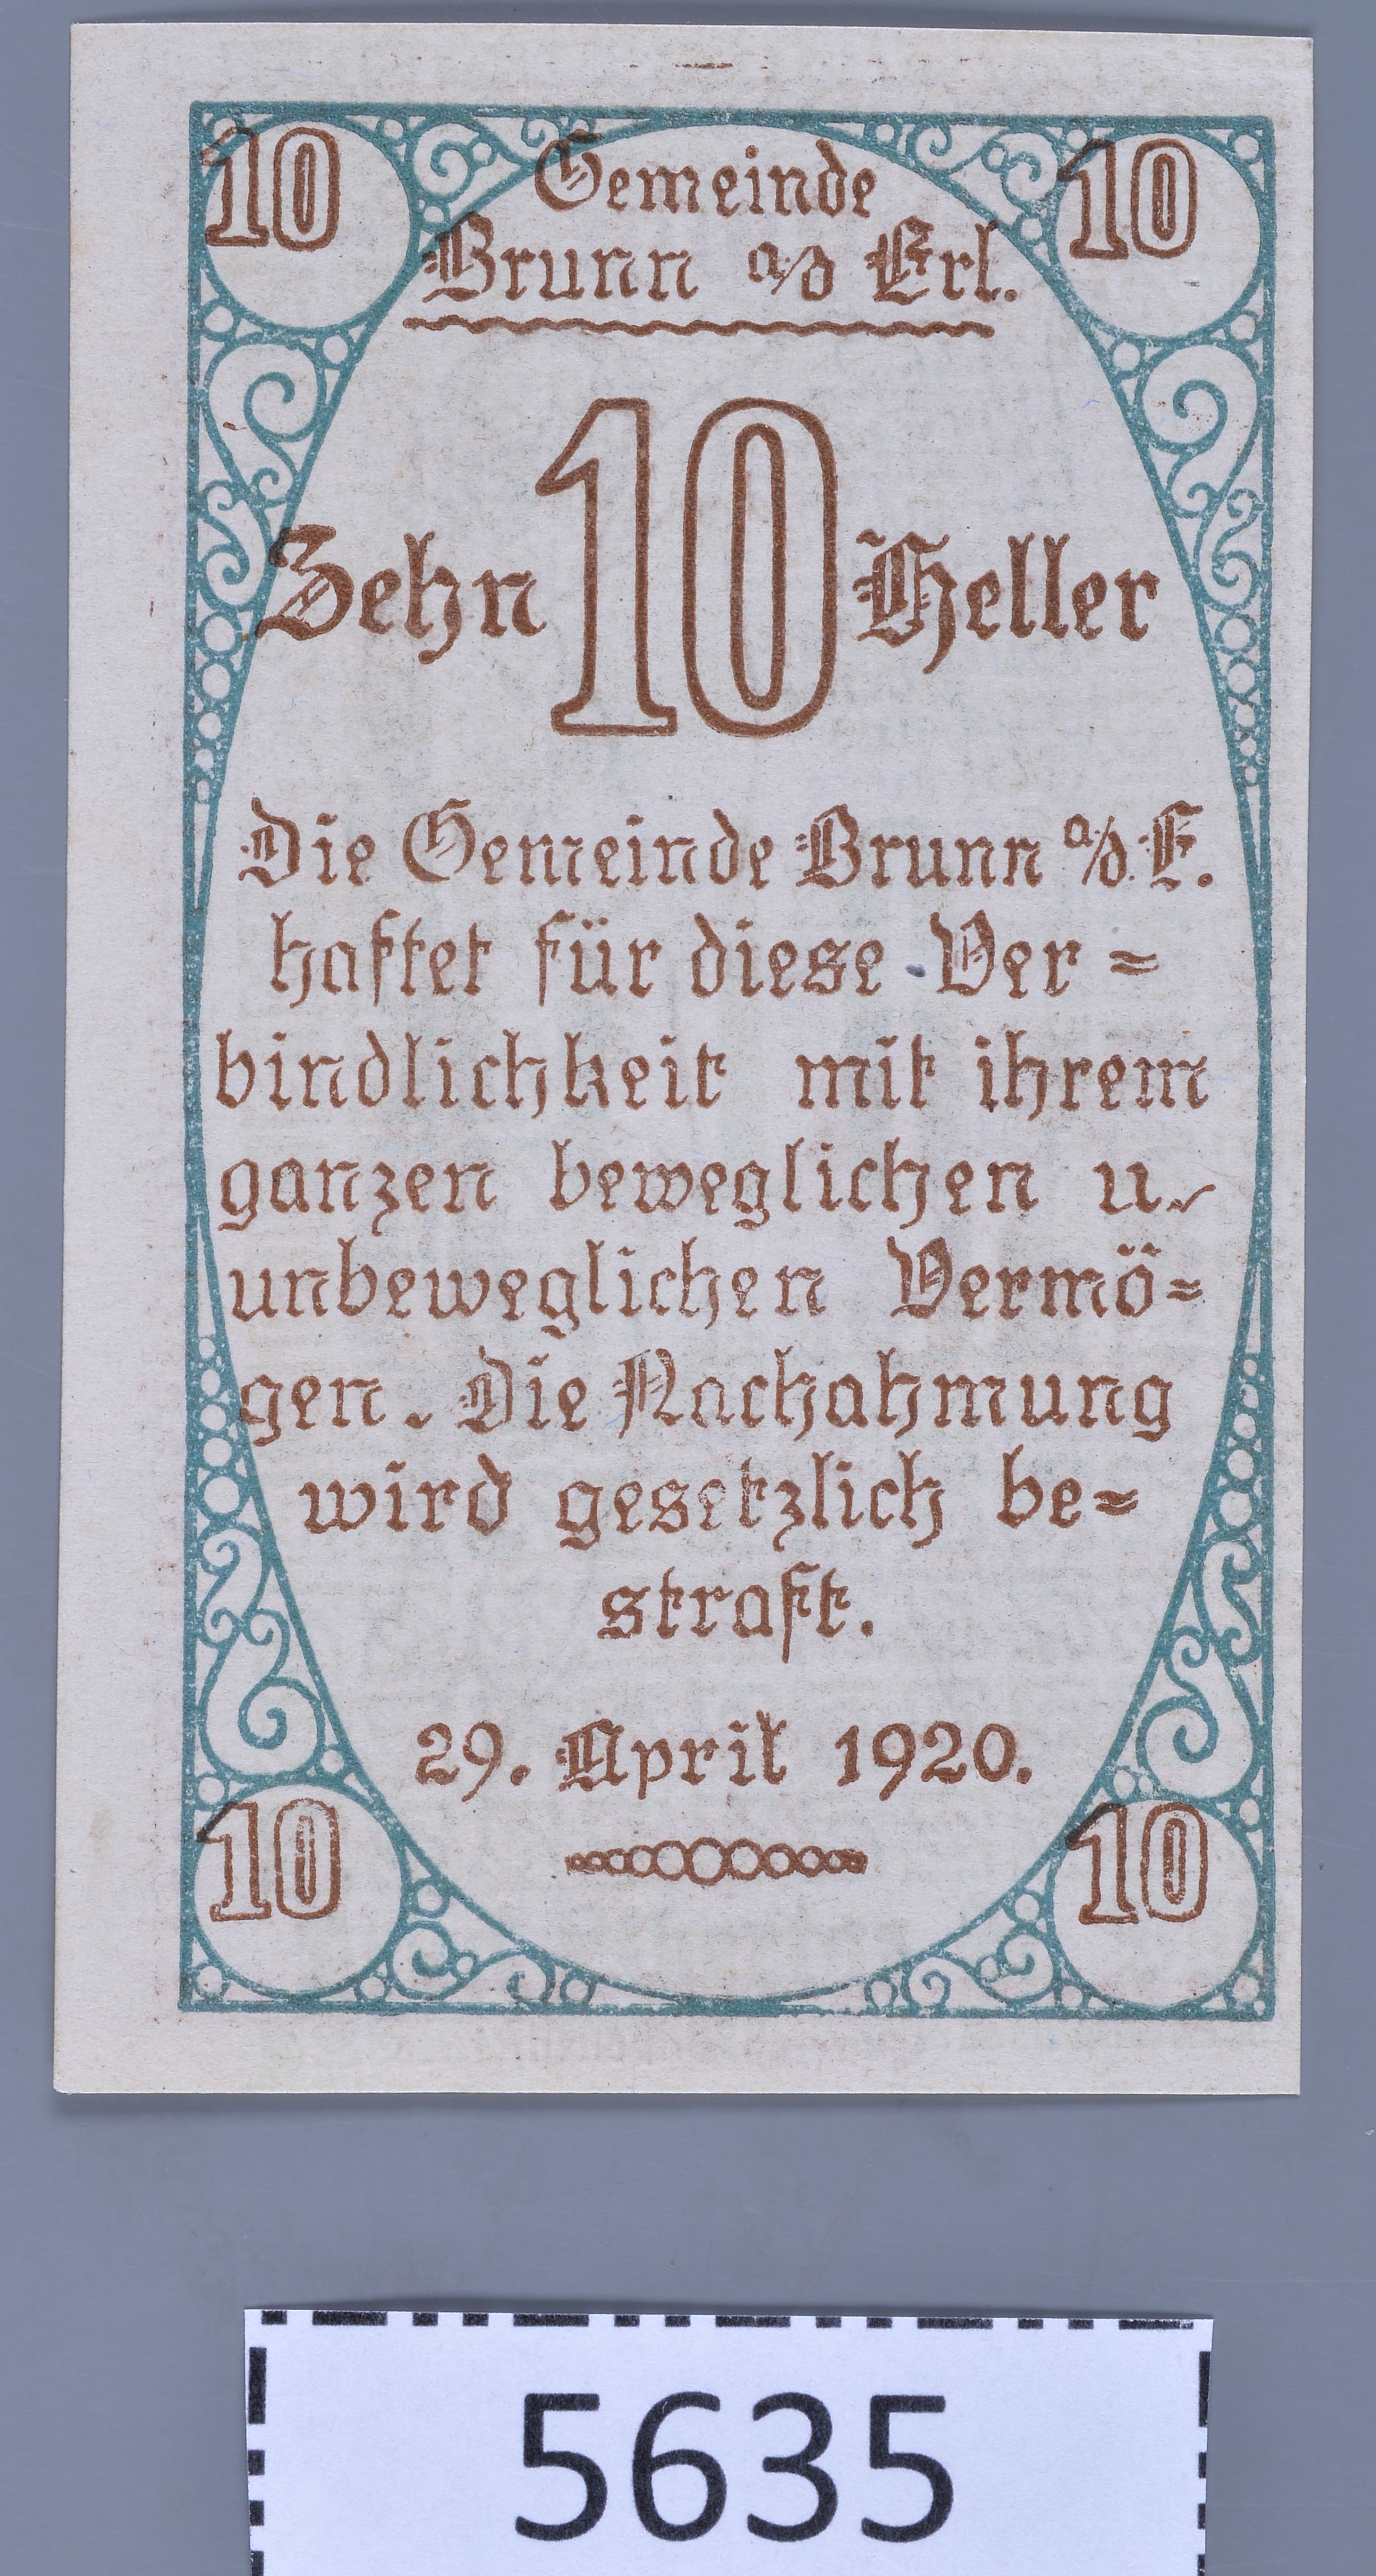 10 Gemeinde 10
Brunn a/d Erl.
Zehn 10 Heller
Die Gemeinde Brunn a/d. E.
haftet für diese Ver=
bindlichkeit mit ihrem
ganzen beweglichen u.
unbeweglichen Vermö=
gen. Die Nachahmung
wird gesetzlich be=
straft.
29. April 1920.
10 10
5635